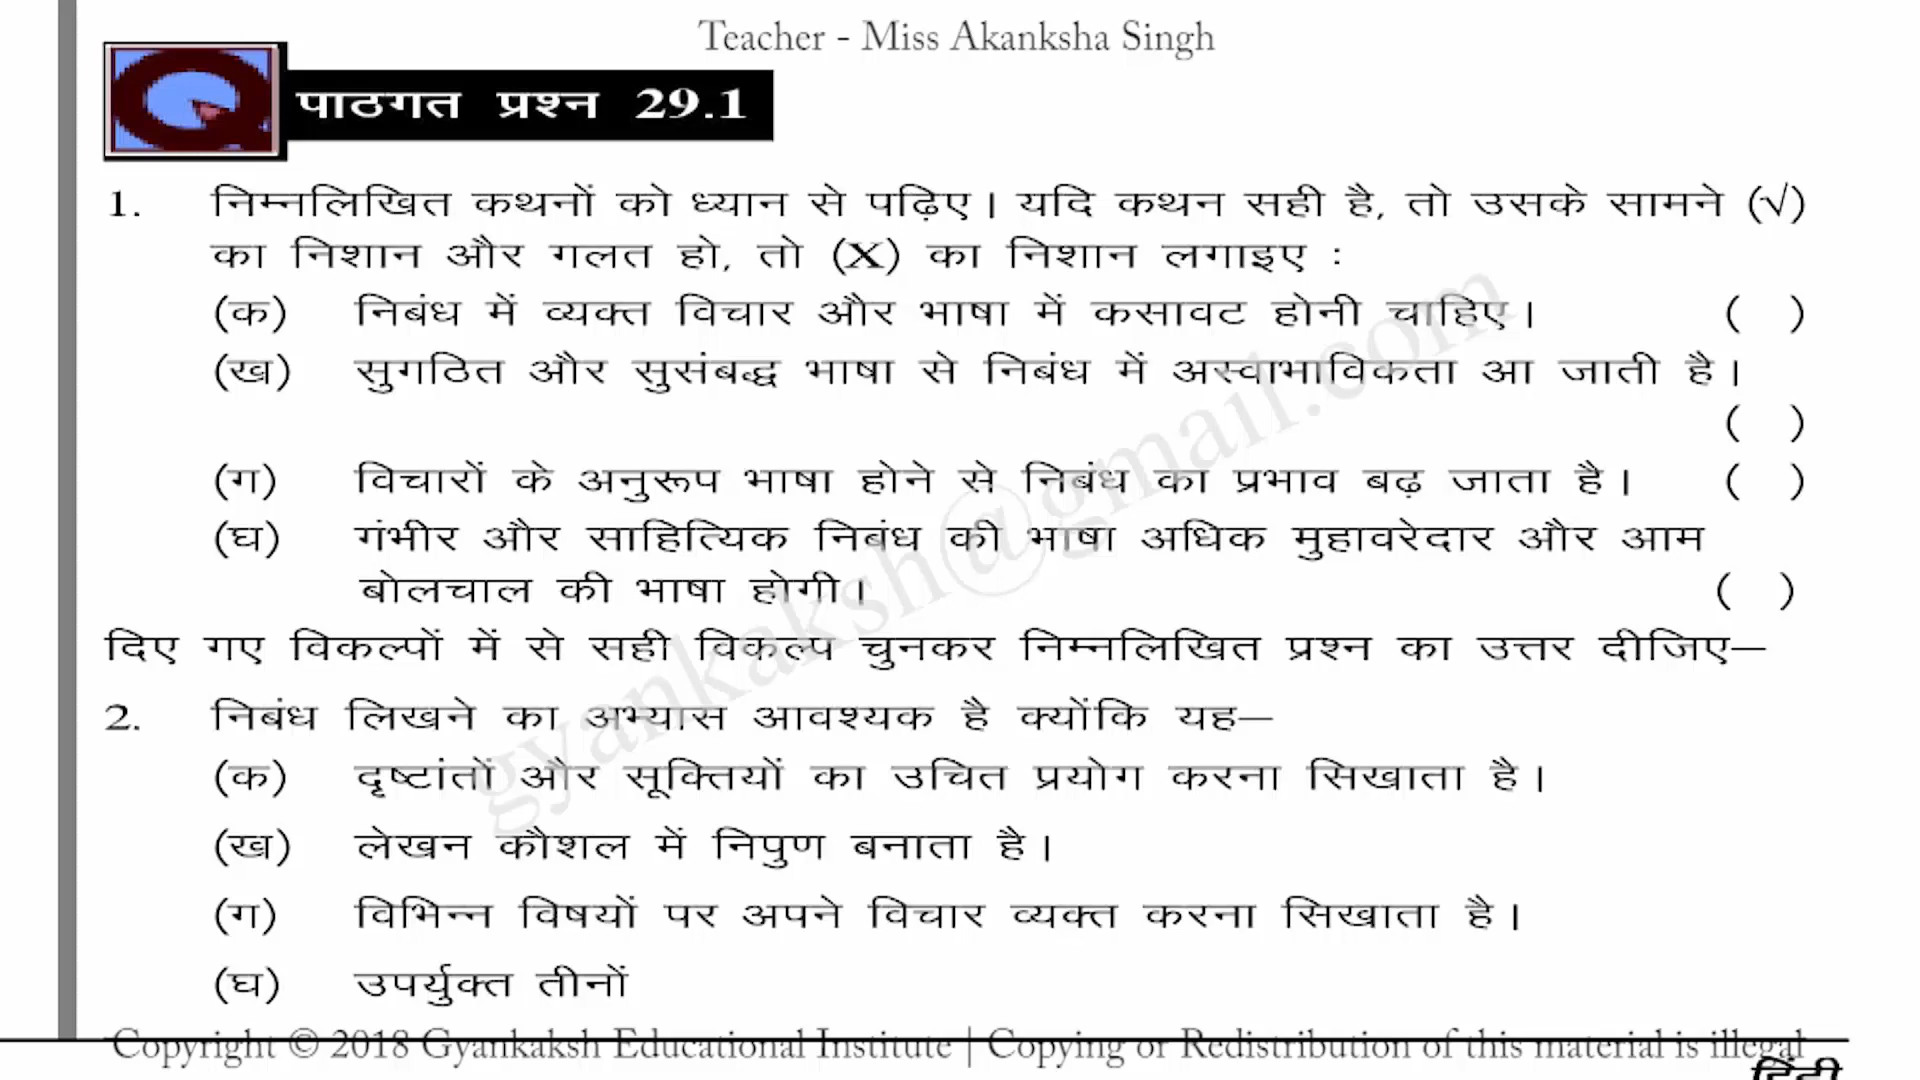 Teacher - Miss Akanksha Singh
पाठगत प्रश्न 29.1
1. निम्नलिखित कथनों को ध्यान से पढ़िए। यदि कथन सही है, तो उसके सामने (√)
का निशान और गलत हो, तो (X) का निशान लगाइए :
(क) निबंध में व्यक्त विचार और भाषा में कसावट होनी चाहिए। ( )
(ख) सुगठित और सुसंबद्ध भाषा से निबंध में अस्वाभाविकता आ जाती है।
( )
(ग) विचारों के अनुरूप भाषा होने से निबंध का प्रभाव बढ़ जाता है। ( )
(घ) गंभीर और साहित्यिक निबंध की भाषा अधिक मुहावरेदार और आम
बोलचाल की भाषा होगी। ( )
दिए गए विकल्पों में से सही विकल्प चुनकर निम्नलिखित प्रश्न का उत्तर दीजिए—
2. निबंध लिखने का अभ्यास आवश्यक है क्योंकि यह—
(क) दृष्टांतों और सूक्तियों का उचित प्रयोग करना सिखाता है।
(ख) लेखन कौशल में निपुण बनाता है।
(ग) विभिन्न विषयों पर अपने विचार व्यक्त करना सिखाता है।
(घ) उपर्युक्त तीनों
gyankaksh@gmail.com
Copyright © 2018 Gyankaksh Educational Institute | Copying or Redistribution of this material is illegal
हिंदी